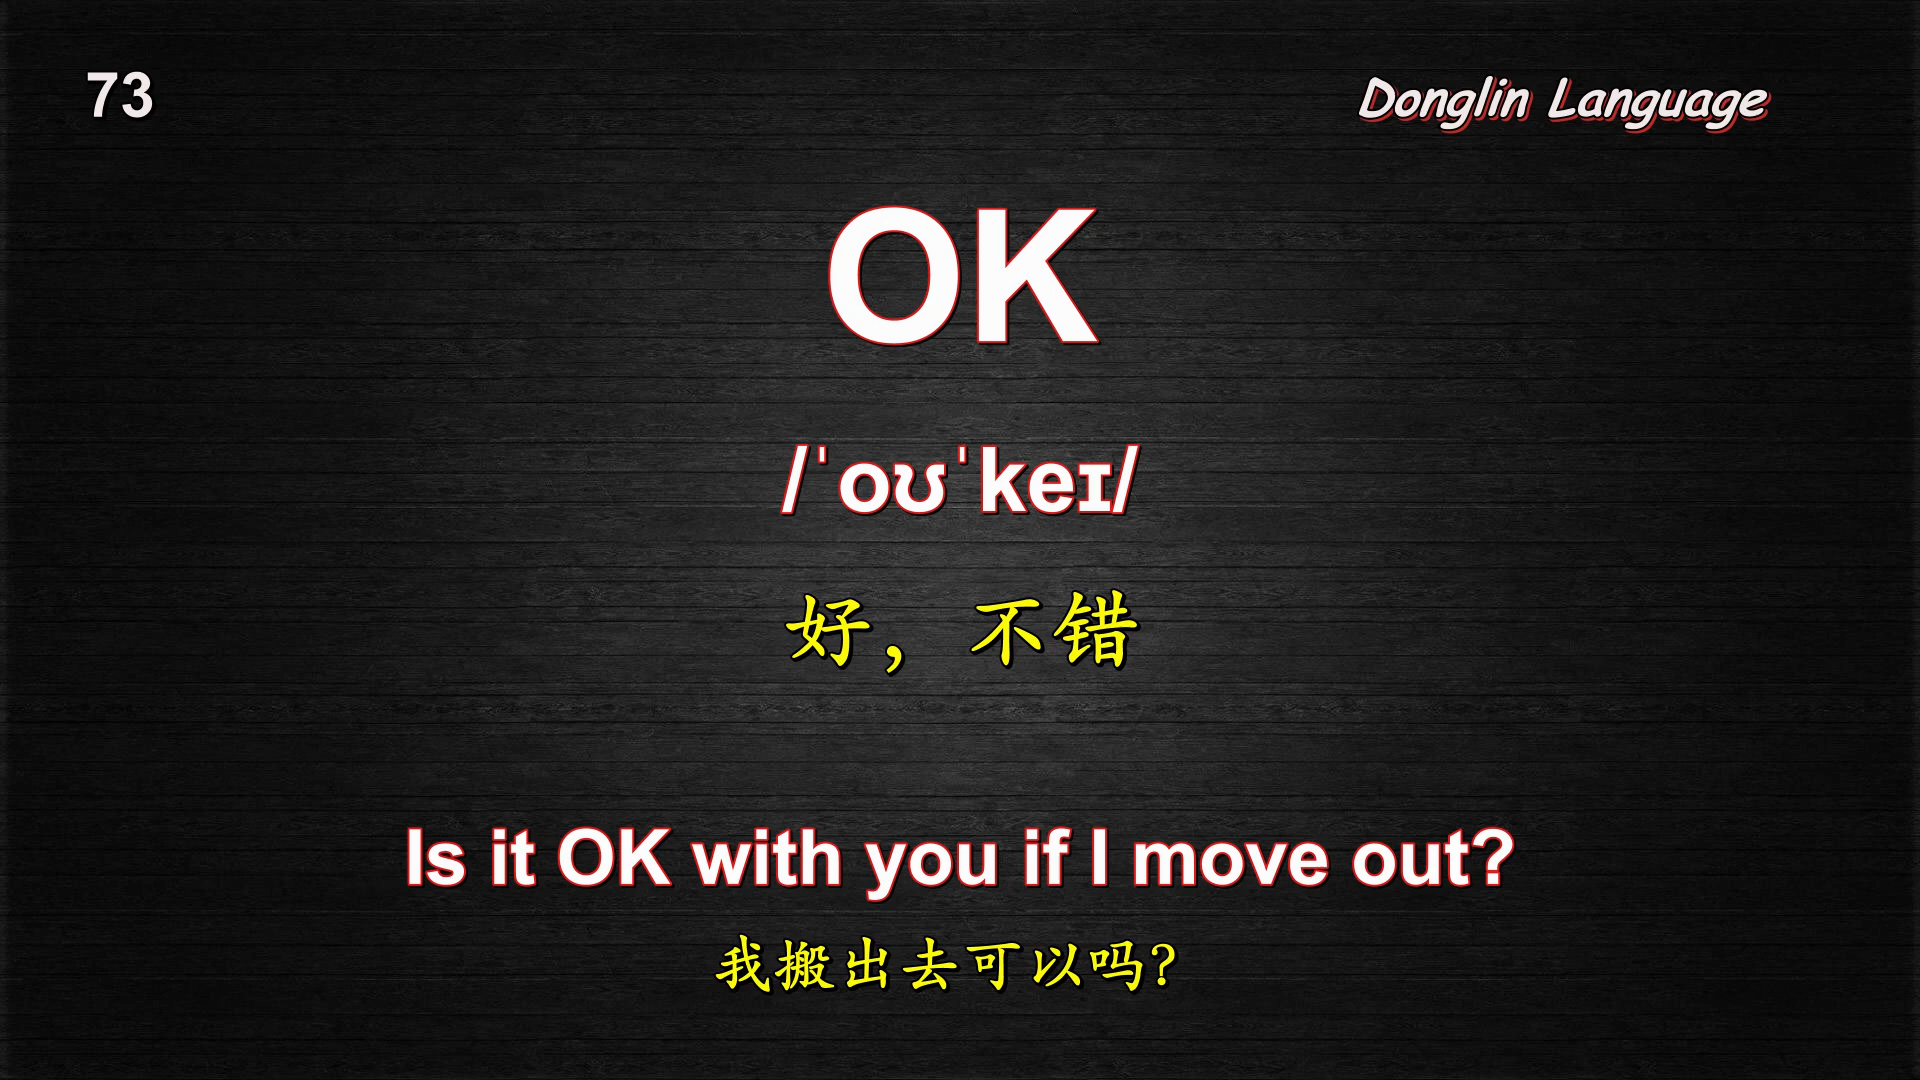 73
Donglin Language
OK
/ˈoʊˈkeɪ/
好，不错
Is it OK with you if I move out?
我搬出去可以吗?